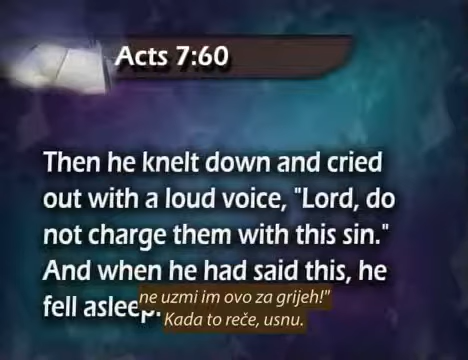 Acts 7:60
Then he knelt down and cried
out with a loud voice, "Lord, do
not charge them with this sin."
And when he had said this, he
fell asleep.
ne uzmi im ovo za grijeh!"
Kada to reče, usnu.